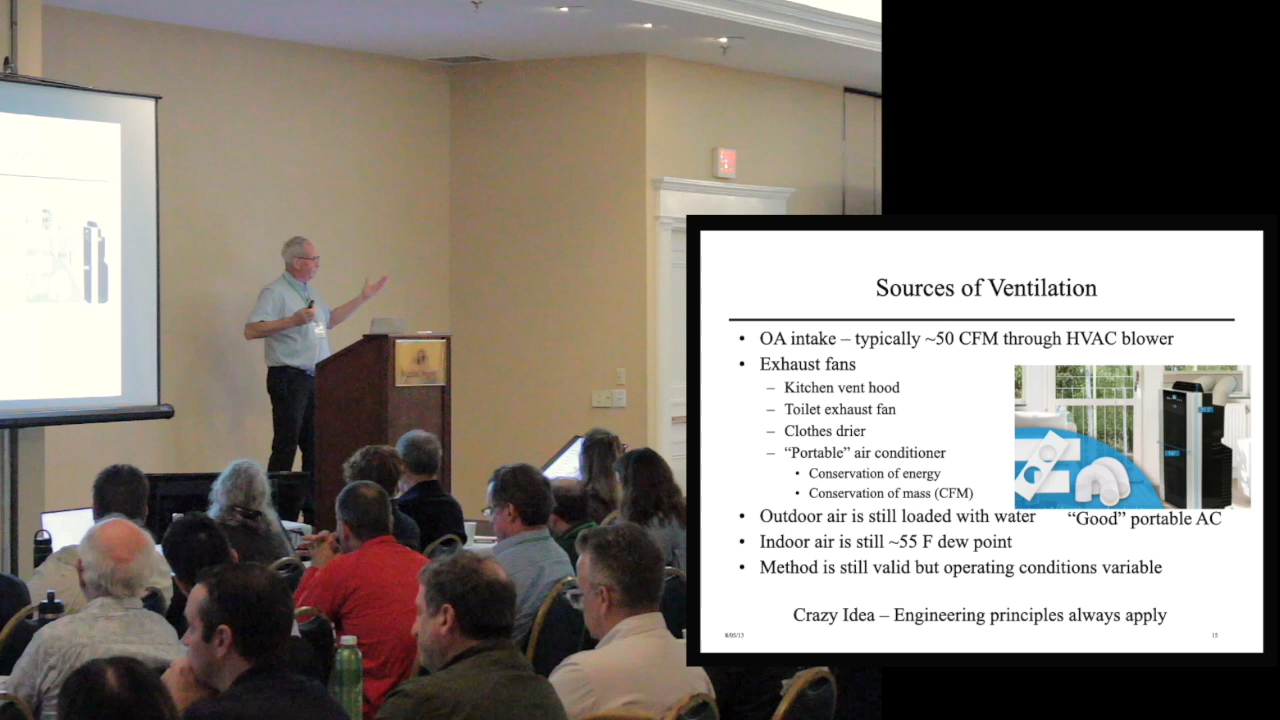 Sources of Ventilation
• OA intake – typically ~50 CFM through HVAC blower
• Exhaust fans
– Kitchen vent hood
– Toilet exhaust fan
– Clothes drier
– “Portable” air conditioner
• Conservation of energy
• Conservation of mass (CFM)
• Outdoor air is still loaded with water
“Good” portable AC
• Indoor air is still ~55 F dew point
• Method is still valid but operating conditions variable
Crazy Idea – Engineering principles always apply
8/05/13
15